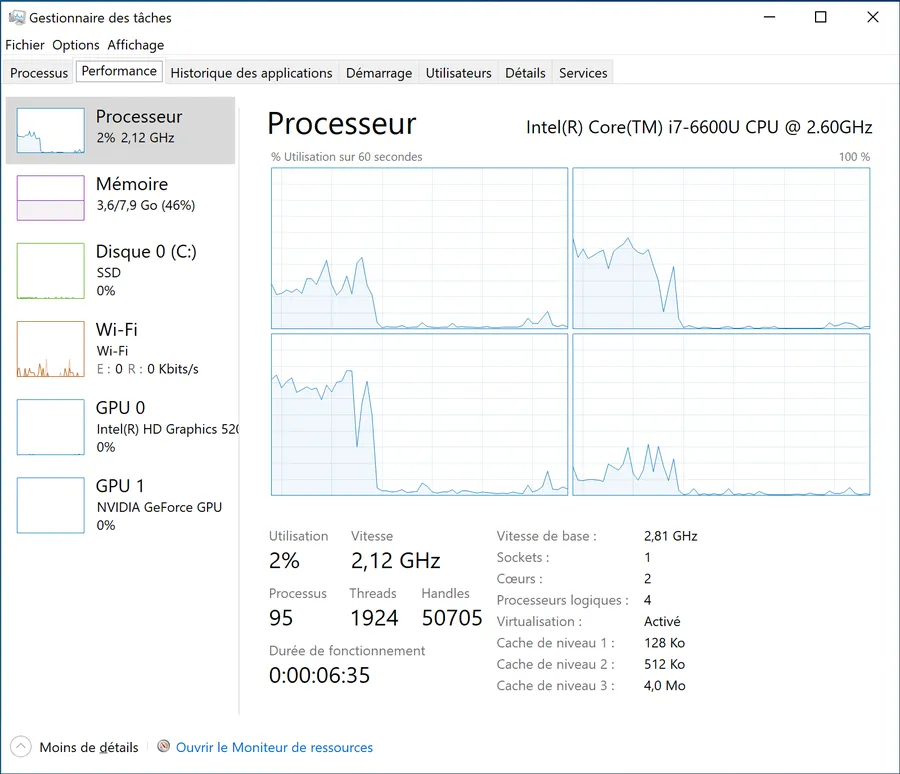 Gestionnaire des tâches
Fichier Options Affichage
Processus Performance Historique des applications Démarrage Utilisateurs Détails Services
Processeur
2% 2,12 GHz
Mémoire
3,6/7,9 Go (46%)
Disque 0 (C:)
SSD
0%
Wi-Fi
Wi-Fi
E : 0 R : 0 Kbits/s
GPU 0
Intel(R) HD Graphics 520
0%
GPU 1
NVIDIA GeForce GPU
0%
Processeur
Intel(R) Core(TM) i7-6600U CPU @ 2.60GHz
% Utilisation sur 60 secondes
100 %
Utilisation Vitesse
2% 2,12 GHz
Processus Threads Handles
95 1924 50705
Durée de fonctionnement
0:00:06:35
Vitesse de base : 2,81 GHz
Sockets : 1
Cœurs : 2
Processeurs logiques : 4
Virtualisation : Activé
Cache de niveau 1 : 128 Ko
Cache de niveau 2 : 512 Ko
Cache de niveau 3 : 4,0 Mo
Moins de détails
Ouvrir le Moniteur de ressources